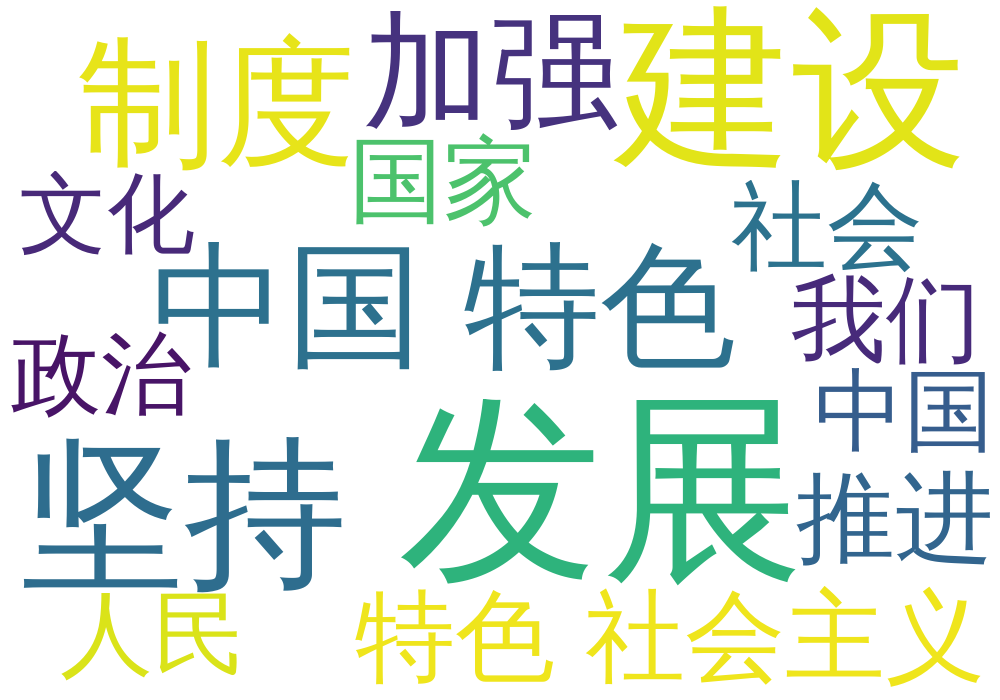 制度 加强 建设
国家
文化 社会
中国 特色 我们
政治 中国
坚持 发展 推进
人民 特色 社会主义